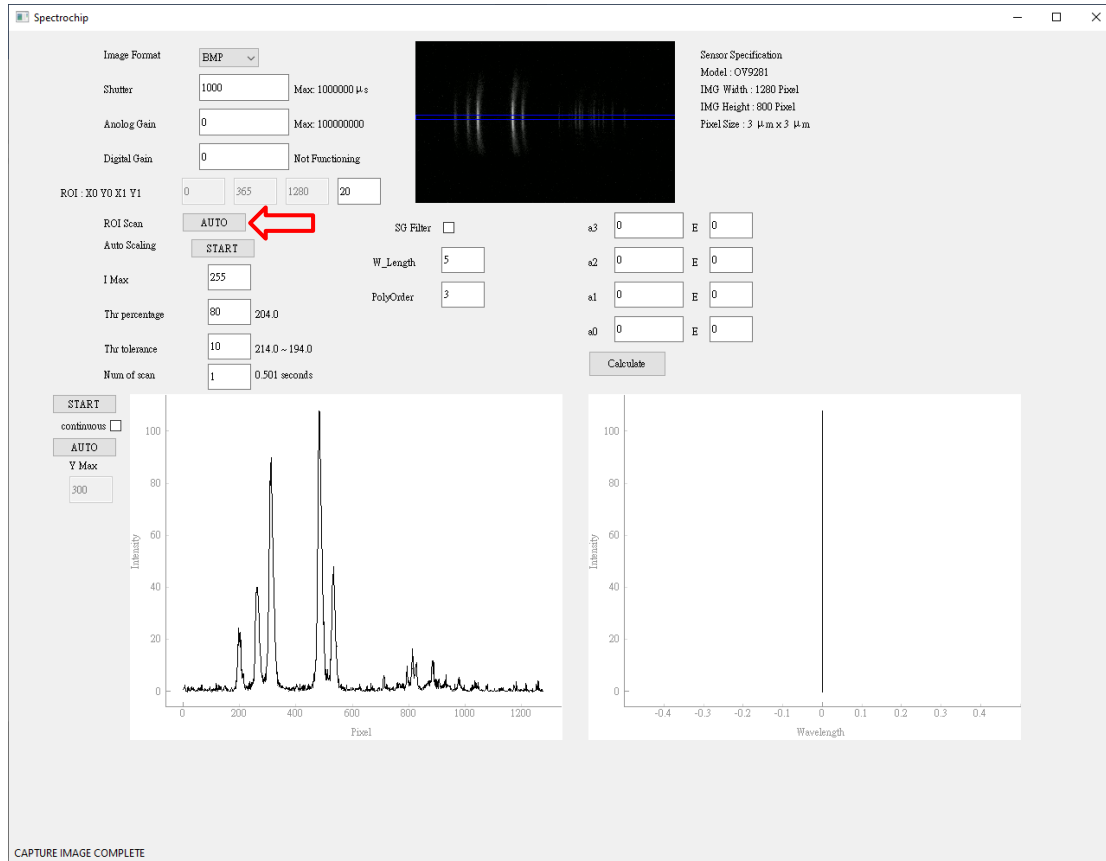 Spectrochip
Image Format BMP
Shutter 1000 Max: 1000000 μs
Analog Gain 0 Max: 100000000
Digital Gain 0 Not Functioning
ROI : X0 Y0 X1 Y1 0 365 1280 20
Sensor Specification
Model : OV9281
IMG Width : 1280 Pixel
IMG Height : 800 Pixel
Pixel Size : 3 μm x 3 μm
ROI Scan AUTO
Auto Scaling START
I Max 255
Thr percentage 80 204.0
Thr tolerance 10 214.0 ~ 194.0
Num of scan 1 0.501 seconds
SG Filter
W_Length 5
PolyOrder 3
a3 0 E 0
a2 0 E 0
a1 0 E 0
a0 0 E 0
Calculate
START
continuous
AUTO
Y Max
300
Intensity
100
80
60
40
20
0
0 200 400 600 800 1000 1200
Pixel
Intensity
100
80
60
40
20
0
-0.4 -0.3 -0.2 -0.1 0 0.1 0.2 0.3 0.4
Wavelength
CAPTURE IMAGE COMPLETE